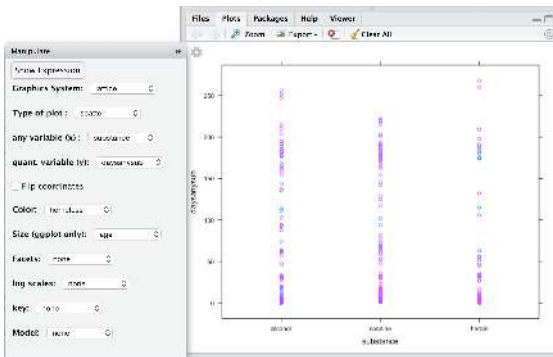 Files Plots Packages Help Viewer
Zoom Export Clear All
Manipulate
Show Expression
Graphics System: lattice
Type of plot : scatter
any variable (x) : substance
quant. variable (y): daysanysub
Flip coordinates
Color: homeless
Size (ggplot only): age
Facets: none
log scales: none
key: none
Model: none
daysanysub
250
200
150
100
50
0
alcohol cocaine heroin
substance